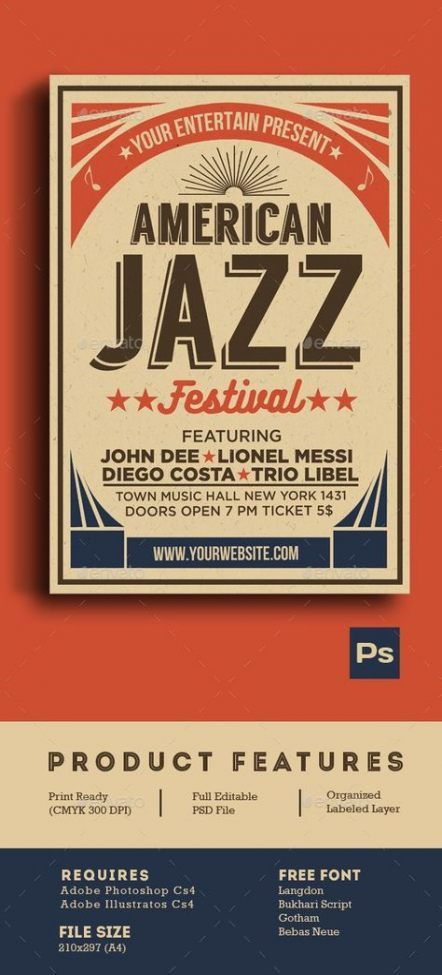 YOUR ENTERTAIN PRESENT
AMERICAN
JAZZ
Festival
FEATURING
JOHN DEE★LIONEL MESSI
DIEGO COSTA★TRIO LIBEL
TOWN MUSIC HALL NEW YORK 1431
DOORS OPEN 7 PM TICKET 5$
WWW.YOURWEBSITE.COM
Ps
PRODUCT FEATURES
Print Ready
(CMYK 300 DPI)
Full Editable
PSD File
Organized
Labeled Layer
REQUIRES
Adobe Photoshop Cs4
Adobe Illustratos Cs4
FILE SIZE
210x297 (A4)
FREE FONT
Langdon
Bukhari Script
Gotham
Bebas Neue
envato